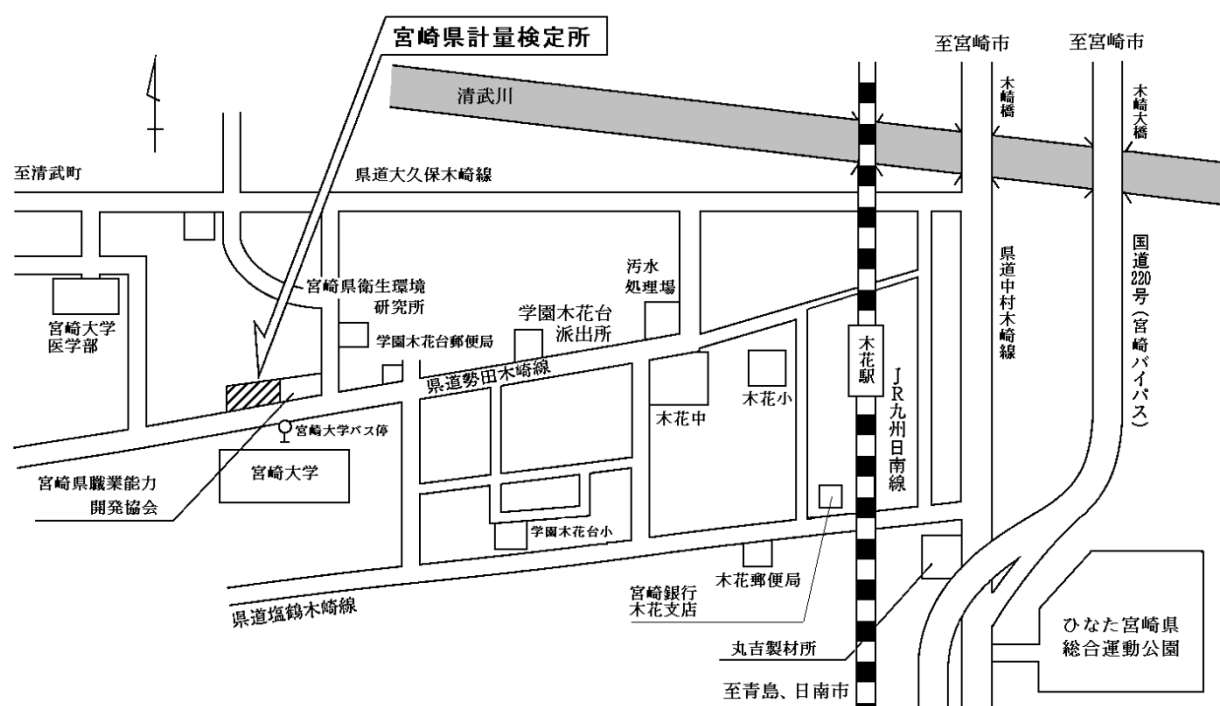 宮崎県計量検定所
至宮崎市
至宮崎市
清武川
木崎橋
木崎大橋
至清武町
県道大久保木崎線
宮崎県衛生環境
研究所
汚水
処理場
学園木花台
派出所
県道中村木崎線
国道220号(宮崎バイパス)
宮崎大学
医学部
学園木花台郵便局
県道勢田木崎線
木花駅
JR九州日南線
木花中
木花小
宮崎大学バス停
宮崎大学
宮崎県職業能力
開発協会
学園木花台小
木花郵便局
宮崎銀行
木花支店
県道塩鶴木崎線
丸吉製材所
至青島、日南市
ひなた宮崎県
総合運動公園